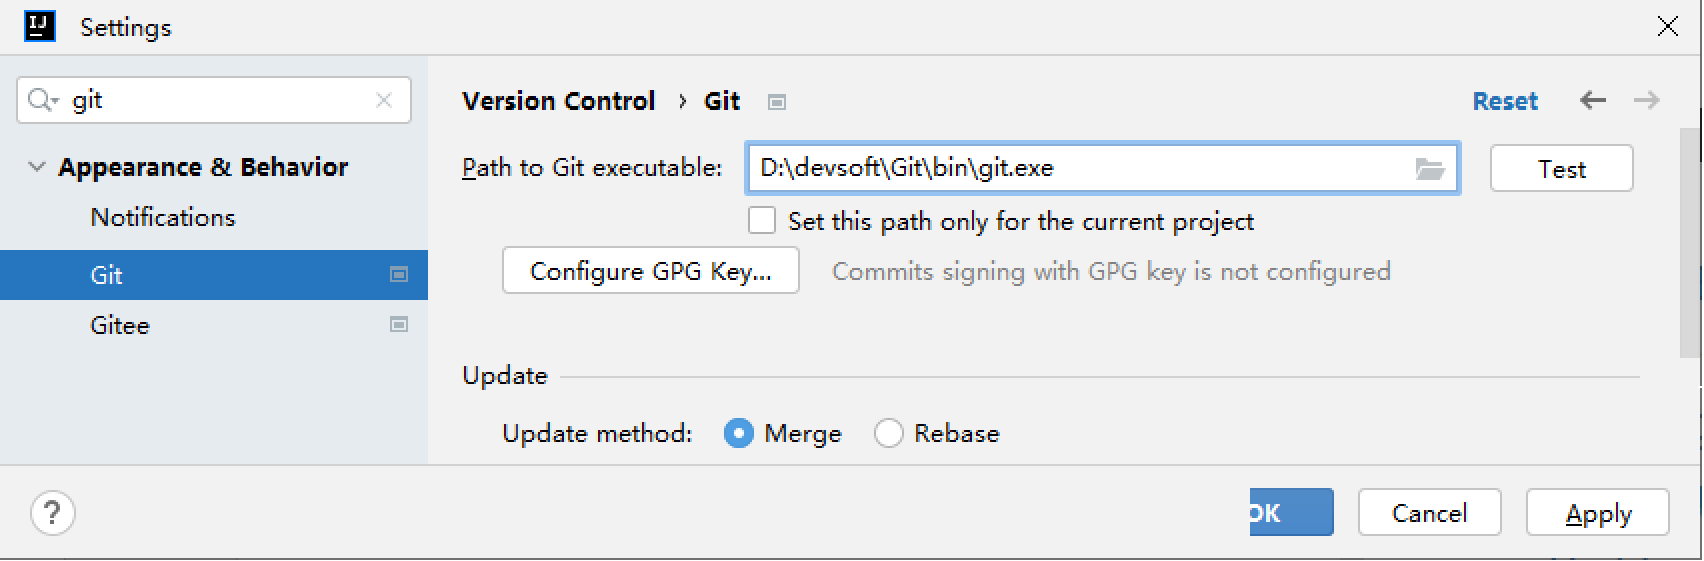 IJ
Settings
git
Appearance & Behavior
Notifications
Git
Gitee
Version Control › Git
Reset
Path to Git executable: D:\devsoft\Git\bin\git.exe
Test
Set this path only for the current project
Configure GPG Key...
Commits signing with GPG key is not configured
Update
Update method: Merge Rebase
?
OK
Cancel
Apply